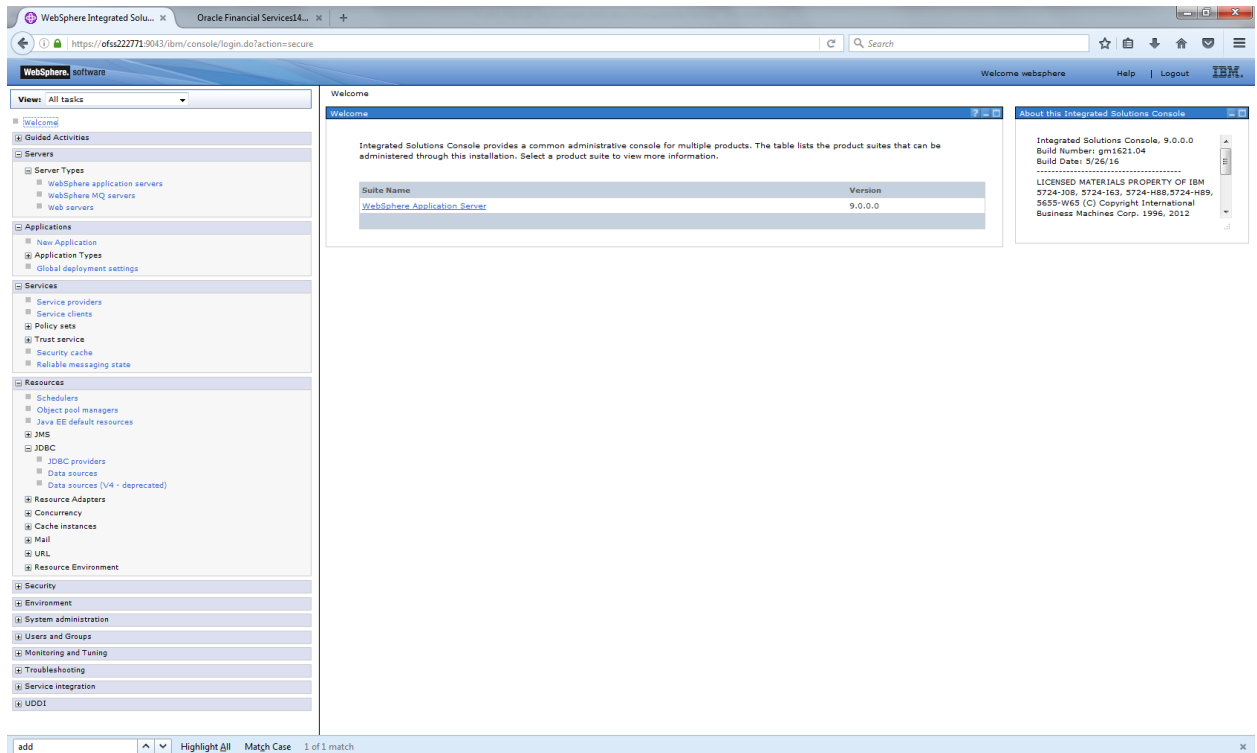 WebSphere Integrated Solu... × Oracle Financial Services14... × +
https://ofss222771:9043/ibm/console/login.do?action=secure Search
WebSphere. software Welcome websphere Help | Logout IBM.
View: All tasks
Welcome
Guided Activities
Servers
Server Types
WebSphere application servers
WebSphere MQ servers
Web servers
Applications
New Application
Application Types
Global deployment settings
Services
Service providers
Service clients
Policy sets
Trust service
Security cache
Reliable messaging state
Resources
Schedulers
Object pool managers
Java EE default resources
JMS
JDBC
JDBC providers
Data sources
Data sources (V4 - deprecated)
Resource Adapters
Concurrency
Cache instances
Mail
URL
Resource Environment
Security
Environment
System administration
Users and Groups
Monitoring and Tuning
Troubleshooting
Service integration
UDDI
Welcome
Welcome
Integrated Solutions Console provides a common administrative console for multiple products. The table lists the product suites that can be
administered through this installation. Select a product suite to view more information.
Suite Name Version
WebSphere Application Server 9.0.0.0
About this Integrated Solutions Console
Integrated Solutions Console, 9.0.0.0
Build Number: gm1621.04
Build Date: 5/26/16
----------------------------------------
LICENSED MATERIALS PROPERTY OF IBM
5724-J08, 5724-I63, 5724-H88,5724-H89,
5655-W65 (C) Copyright International
Business Machines Corp. 1996, 2012
add Highlight All Match Case 1 of 1 match